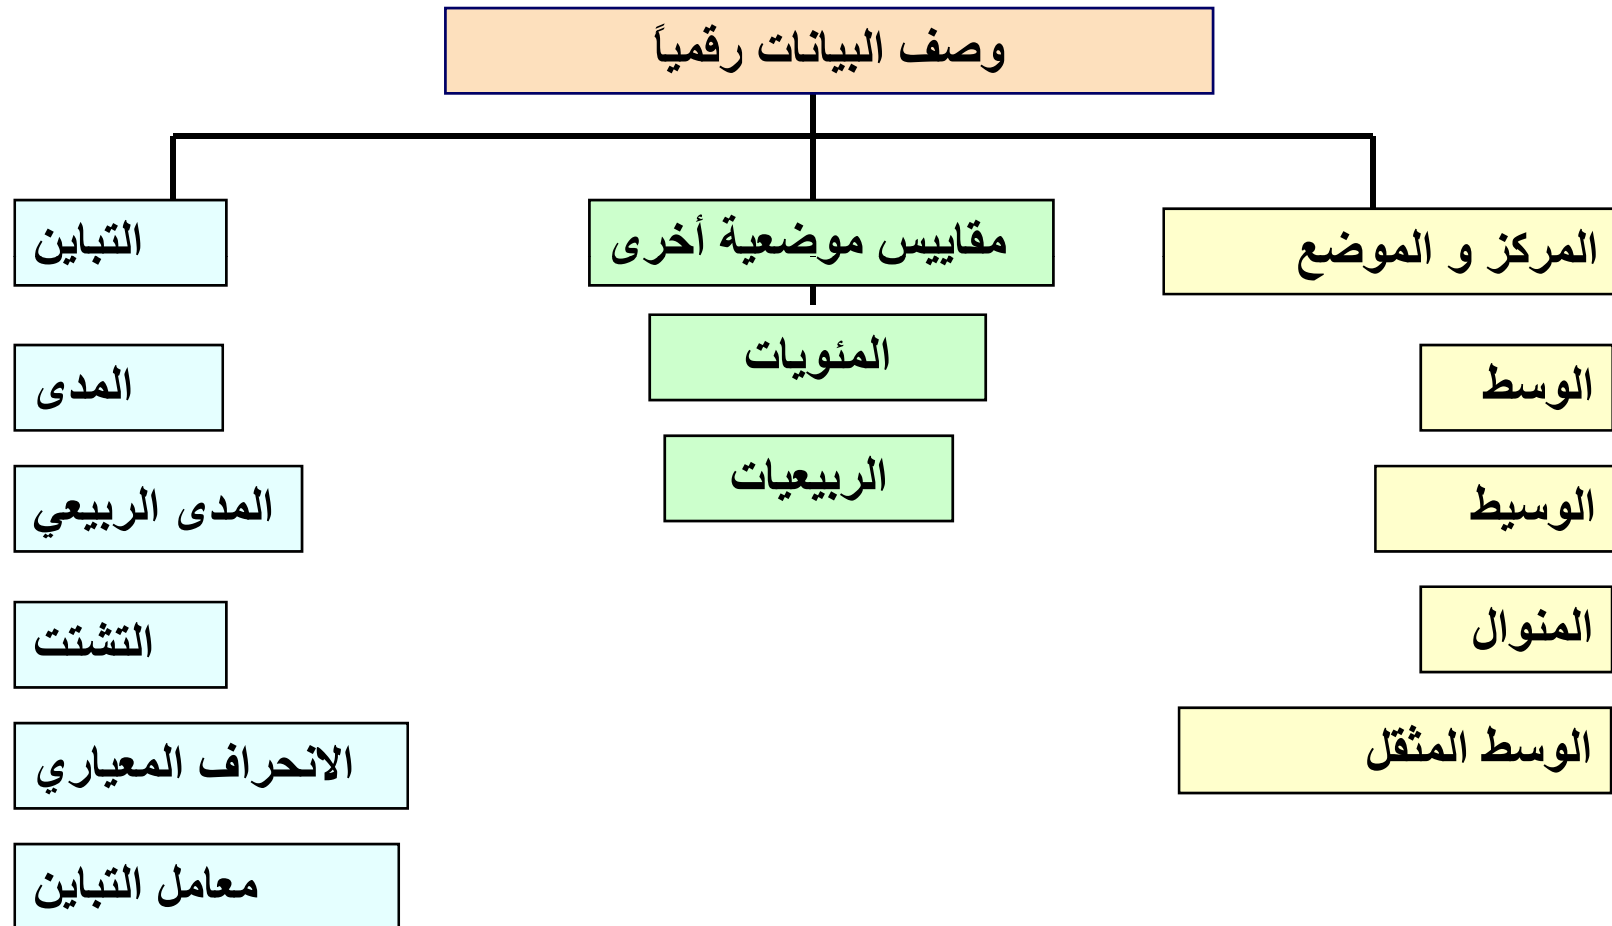 وصف البيانات رقمياً
المركز و الموضع
مقاييس موضعية أخرى
التباين
الوسط
الوسيط
المنوال
الوسط المثقل
المئويات
الربيعيات
المدى
المدى الربيعي
التشتت
الانحراف المعياري
معامل التباين